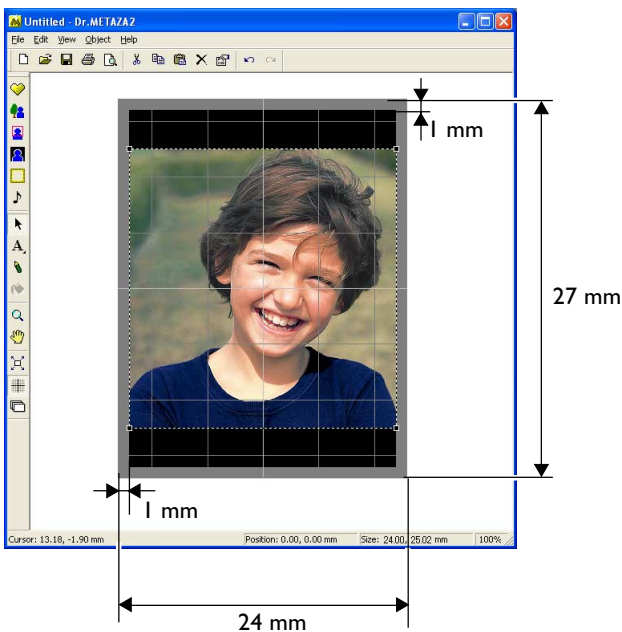 Untitled - Dr.METAZA2
File Edit View Object Help
1 mm
27 mm
1 mm
Cursor: 13.18, -1.90 mm Position: 0.00, 0.00 mm Size: 24.00, 25.02 mm 100%
24 mm